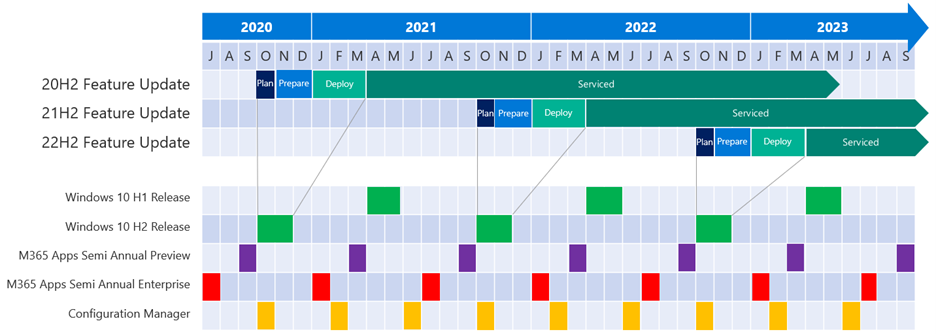 2020 2021 2022 2023
J A S O N D J F M A M J J A S O N D J F M A M J J A S O N D J F M A M J J A S
20H2 Feature Update Plan Prepare Deploy Serviced
21H2 Feature Update Plan Prepare Deploy Serviced
22H2 Feature Update Plan Prepare Deploy Serviced
Windows 10 H1 Release
Windows 10 H2 Release
M365 Apps Semi Annual Preview
M365 Apps Semi Annual Enterprise
Configuration Manager